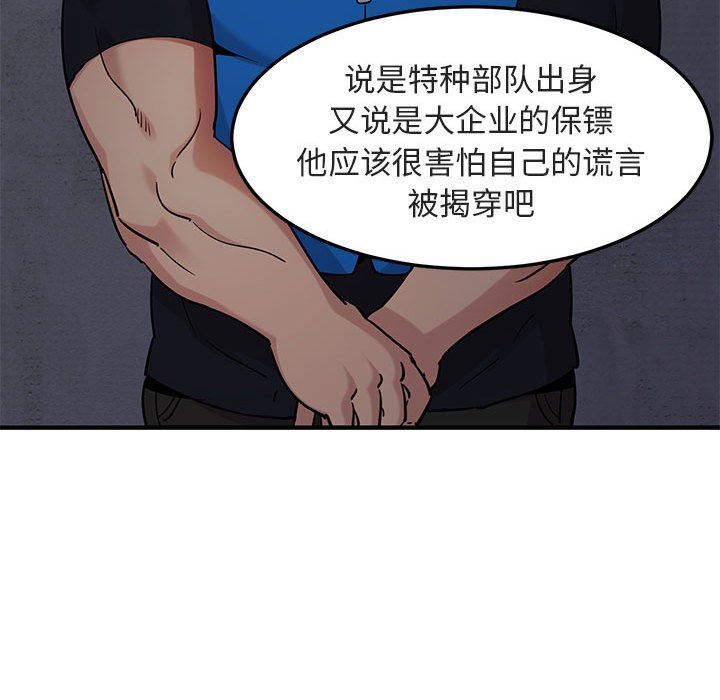 说是特种部队出身
又说是大企业的保镖
他应该很害怕自己的谎言
被揭穿吧